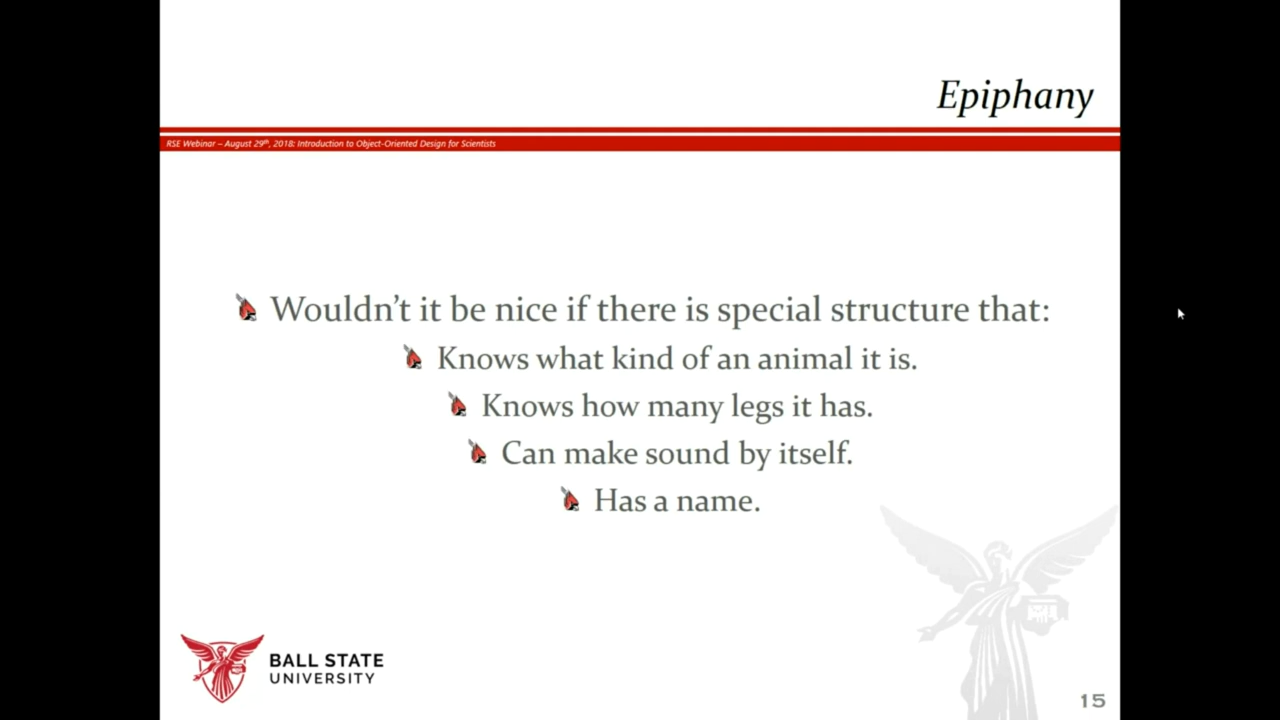 Epiphany
RSE Webinar – August 29th, 2018: Introduction to Object-Oriented Design for Scientists
Wouldn't it be nice if there is special structure that:
Knows what kind of an animal it is.
Knows how many legs it has.
Can make sound by itself.
Has a name.
BALL STATE
UNIVERSITY
15